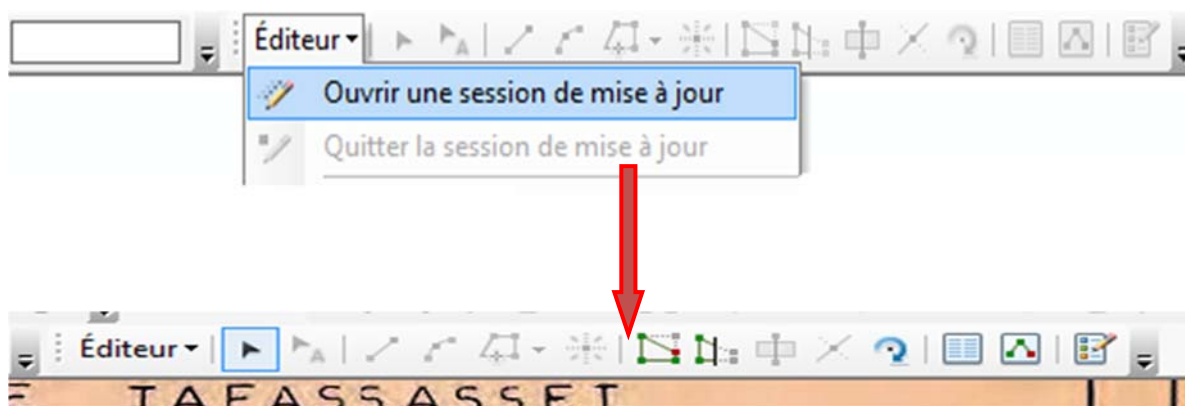 Éditeur
Ouvrir une session de mise à jour
Quitter la session de mise à jour
Éditeur
TAFASSASSET